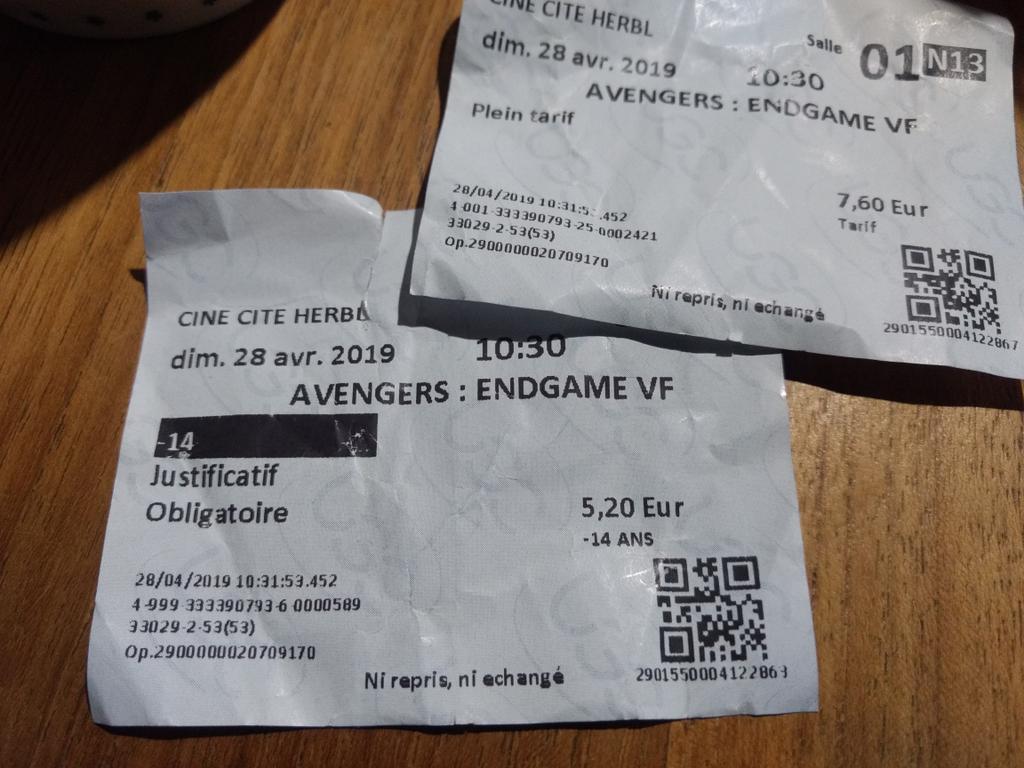 CINE CITE HERBL
dim. 28 avr. 2019 10:30 Salle 01 N13
AVENGERS : ENDGAME VF
Plein tarif
7,60 Eur
Tarif
28/04/2019 10:31:5 .452
4-001-333390793-25-0002421
33029-2-53(53)
Op.2900000020709170
Ni repris, ni echangé
2901550004122867
CINE CITE HERBL
dim. 28 avr. 2019 10:30
AVENGERS : ENDGAME VF
-14
Justificatif
Obligatoire
5,20 Eur
-14 ANS
28/04/2019 10:31:53.452
4-999-333390793-6-0000589
33029-2-53(53)
Op.2900000020709170
Ni repris, ni echangé
2901550004122863